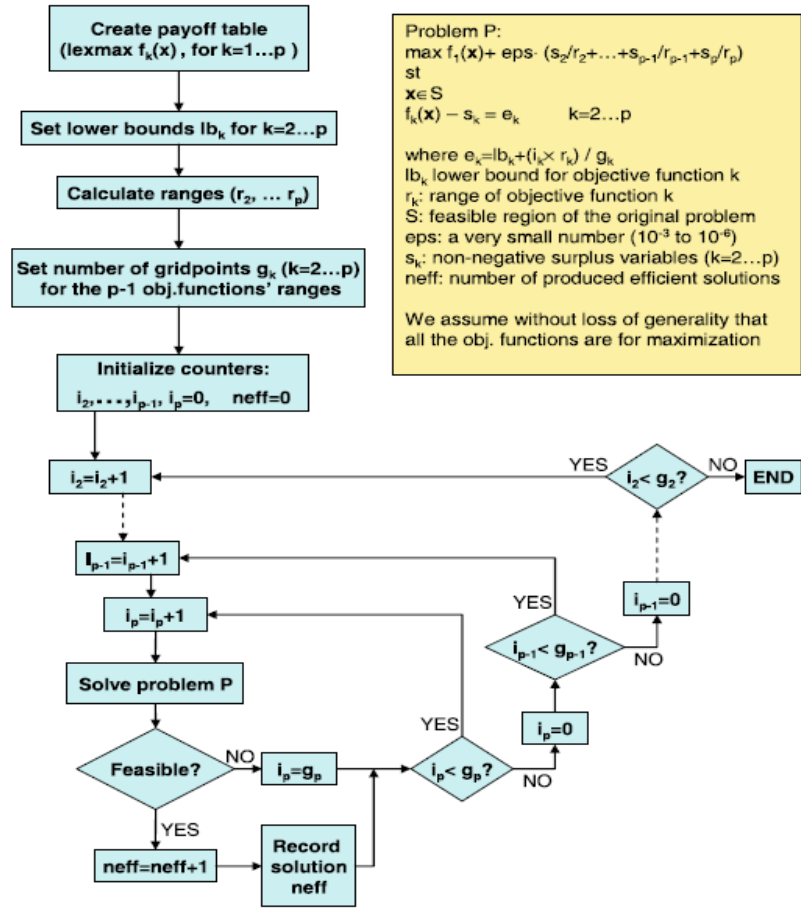 Create payoff table
(lexmax fₖ(x) , for k=1...p )
Set lower bounds lbₖ for k=2...p
Calculate ranges (r₂, ... rₚ)
Set number of gridpoints gₖ (k=2...p)
for the p-1 obj.functions' ranges
Initialize counters:
i₂,...,iₚ₋₁, iₚ=0, neff=0
i₂=i₂+1
Iₚ₋₁=iₚ₋₁+1
iₚ=iₚ+1
Solve problem P
Feasible?
NO
iₚ=gₚ
YES
neff=neff+1
Record
solution
neff
iₚ< gₚ?
YES
NO
iₚ=0
iₚ₋₁< gₚ₋₁?
YES
NO
iₚ₋₁=0
i₂< g₂?
YES
NO
END
Problem P:
max f₁(x)+ eps· (s₂/r₂+...+sₚ₋₁/rₚ₋₁+sₚ/rₚ)
st
x∈S
fₖ(x) – sₖ = eₖ k=2...p
where eₖ=lbₖ+(iₖ× rₖ) / gₖ
lbₖ lower bound for objective function k
rₖ: range of objective function k
S: feasible region of the original problem
eps: a very small number (10⁻³ to 10⁻⁶)
sₖ: non-negative surplus variables (k=2...p)
neff: number of produced efficient solutions
We assume without loss of generality that
all the obj. functions are for maximization